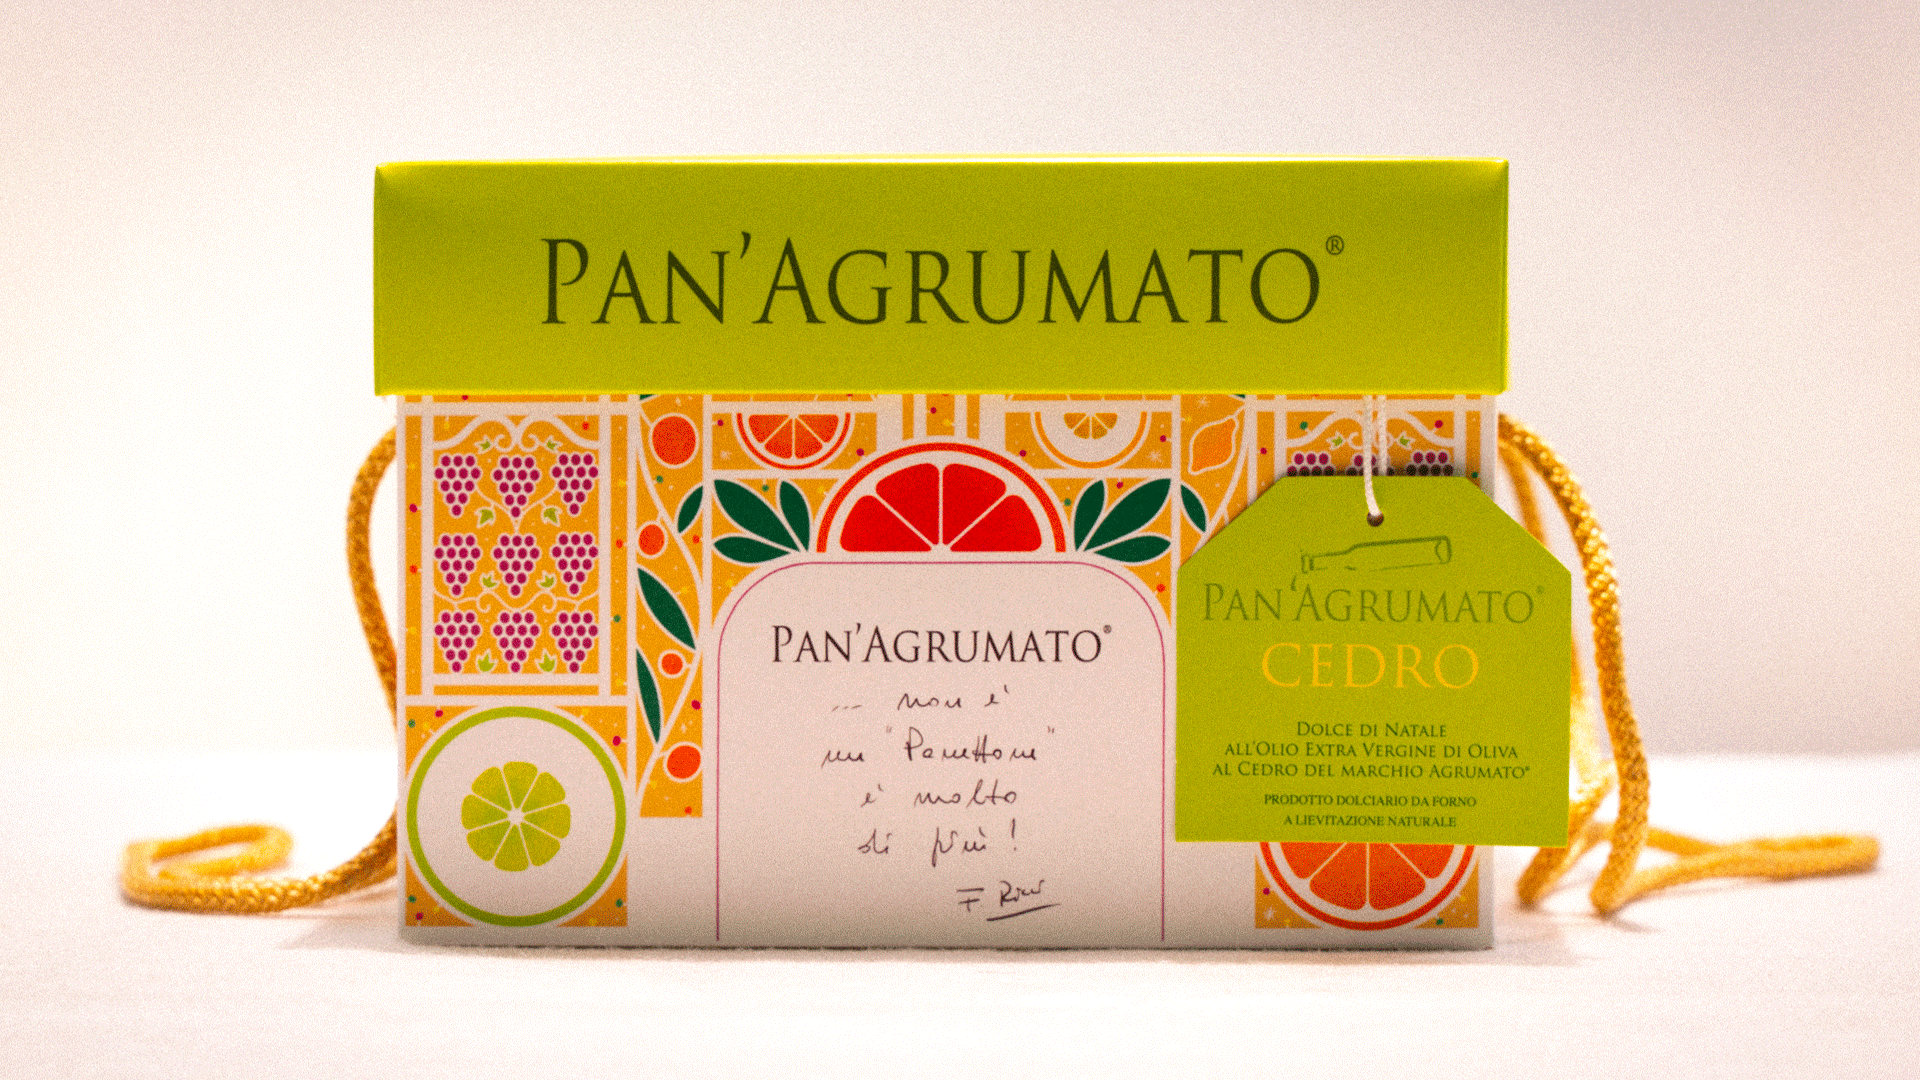 PAN'AGRUMATO®
PAN'AGRUMATO®
... non è
un "Panettone"
è molto
di più!
F Ricci
PAN'AGRUMATO®
CEDRO
DOLCE DI NATALE
ALL'OLIO EXTRA VERGINE DI OLIVA
AL CEDRO DEL MARCHIO AGRUMATO®
PRODOTTO DOLCIARIO DA FORNO
A LIEVITAZIONE NATURALE